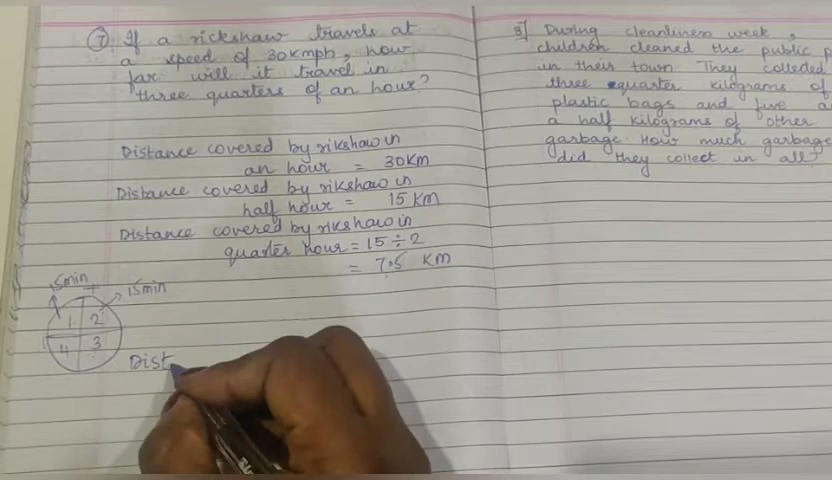 7 If a rickshaw travels at
a speed of 30Kmph, how
far will it travel in
three quarters of an hour?
Distance covered by rikshaw in
an hour = 30Km
Distance covered by rikshaw in
half hour = 15 KM
Distance covered by rikshaw in
quarter hour = 15 ÷ 2
= 7.5 KM
15min
15min
1 2
4 3
Dist
8] During cleanliness week,
children cleaned the public p
in their town. They colleded
three quarter kilograms of
plastic bags and five a
a half kilograms of other
garbage. How much garbage
did they collect in all?